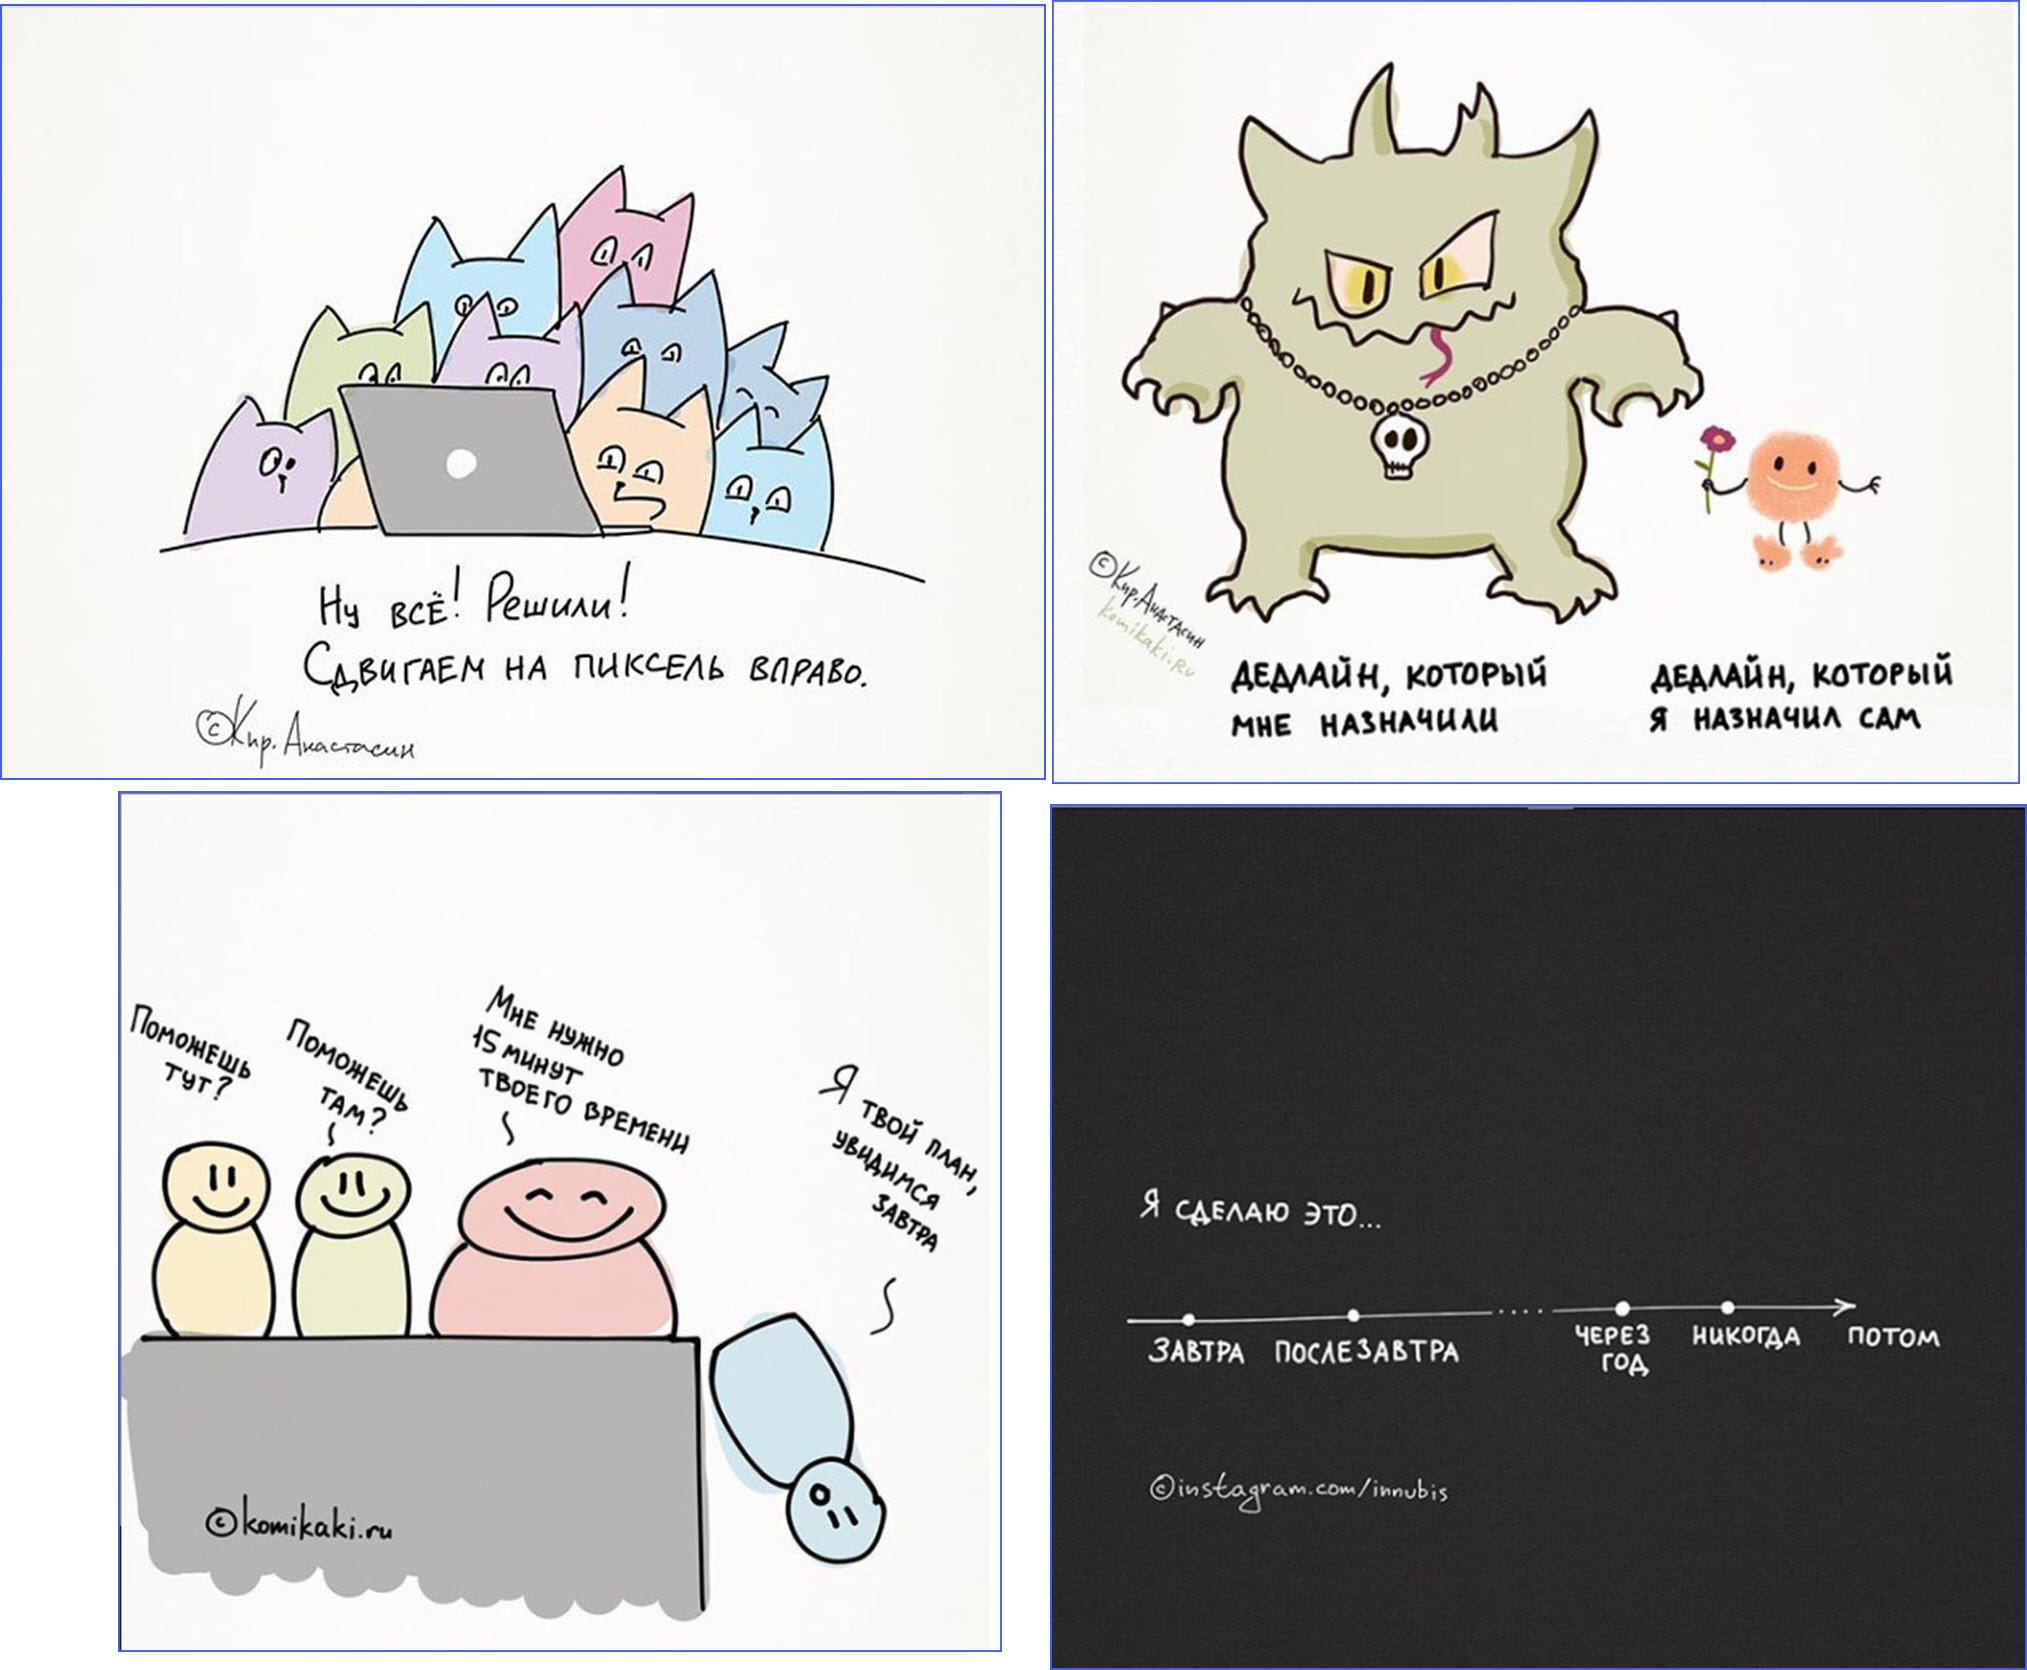 Ну всё! Решили!
Сдвигаем на пиксель вправо.
©Кир. Анастасин
©Кир. Анастасин
komikaki.ru
ДЕДЛАЙН, КОТОРЫЙ
МНЕ НАЗНАЧИЛИ
ДЕДЛАЙН, КОТОРЫЙ
Я НАЗНАЧИЛ САМ
Поможешь
тут?
Поможешь
там?
Мне нужно
15 минут
твоего времени
Я твой план,
увидимся
завтра
©komikaki.ru
Я СДЕЛАЮ ЭТО...
ЗАВТРА
ПОСЛЕЗАВТРА
ЧЕРЕЗ
ГОД
НИКОГДА
ПОТОМ
©instagram.com/innubis